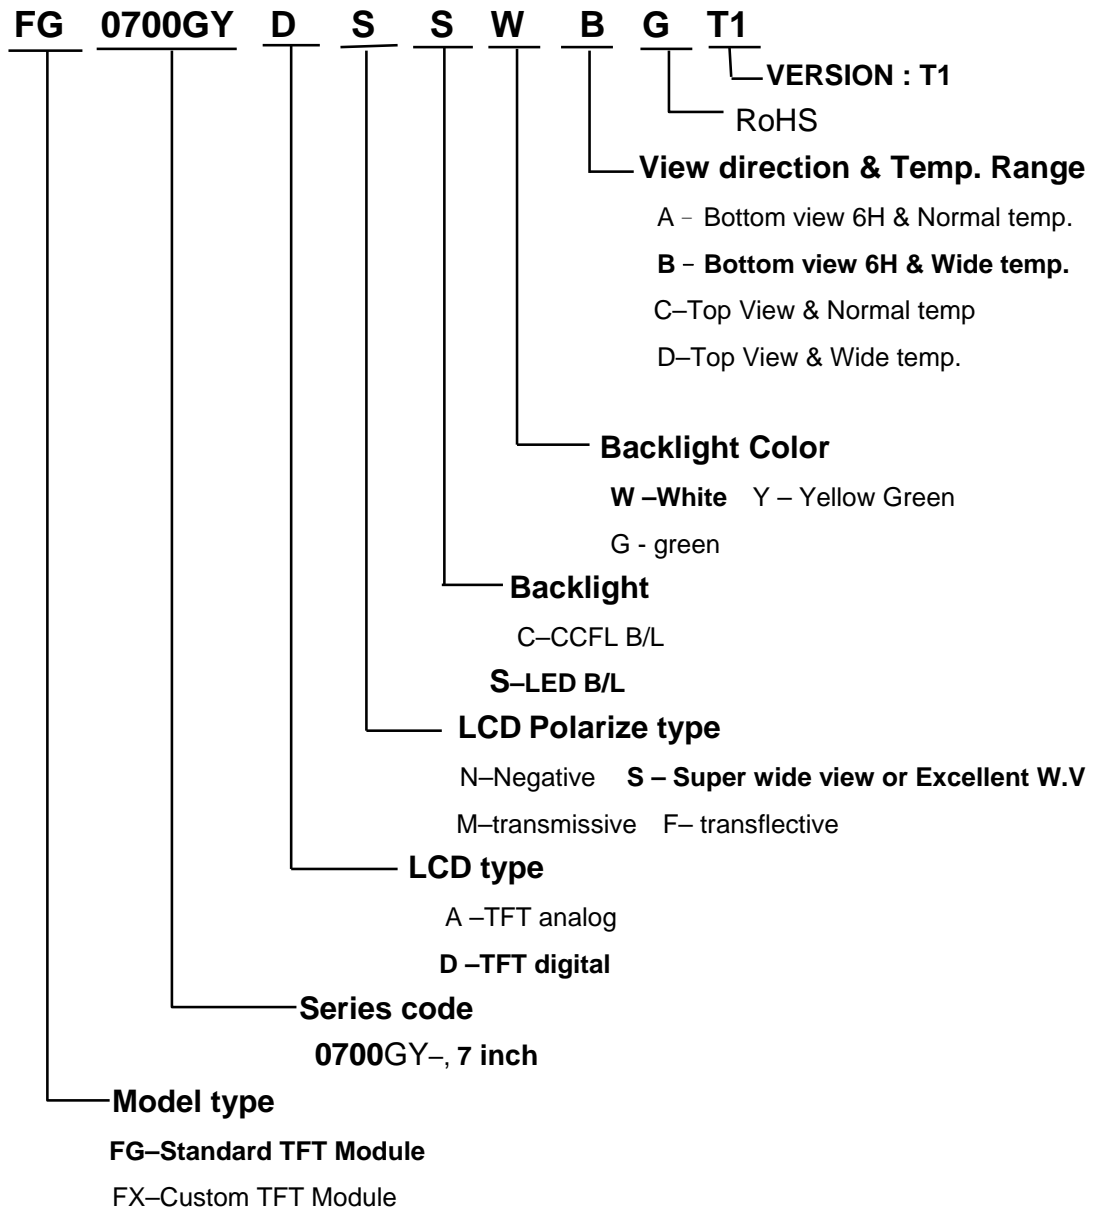 FG 0700GY D S S W B G T1
VERSION : T1
RoHS
View direction & Temp. Range
A – Bottom view 6H & Normal temp.
B – Bottom view 6H & Wide temp.
C–Top View & Normal temp
D–Top View & Wide temp.
Backlight Color
W –White Y – Yellow Green
G - green
Backlight
C–CCFL B/L
S–LED B/L
LCD Polarize type
N–Negative S – Super wide view or Excellent W.V
M–transmissive F– transflective
LCD type
A –TFT analog
D –TFT digital
Series code
0700GY–, 7 inch
Model type
FG–Standard TFT Module
FX–Custom TFT Module